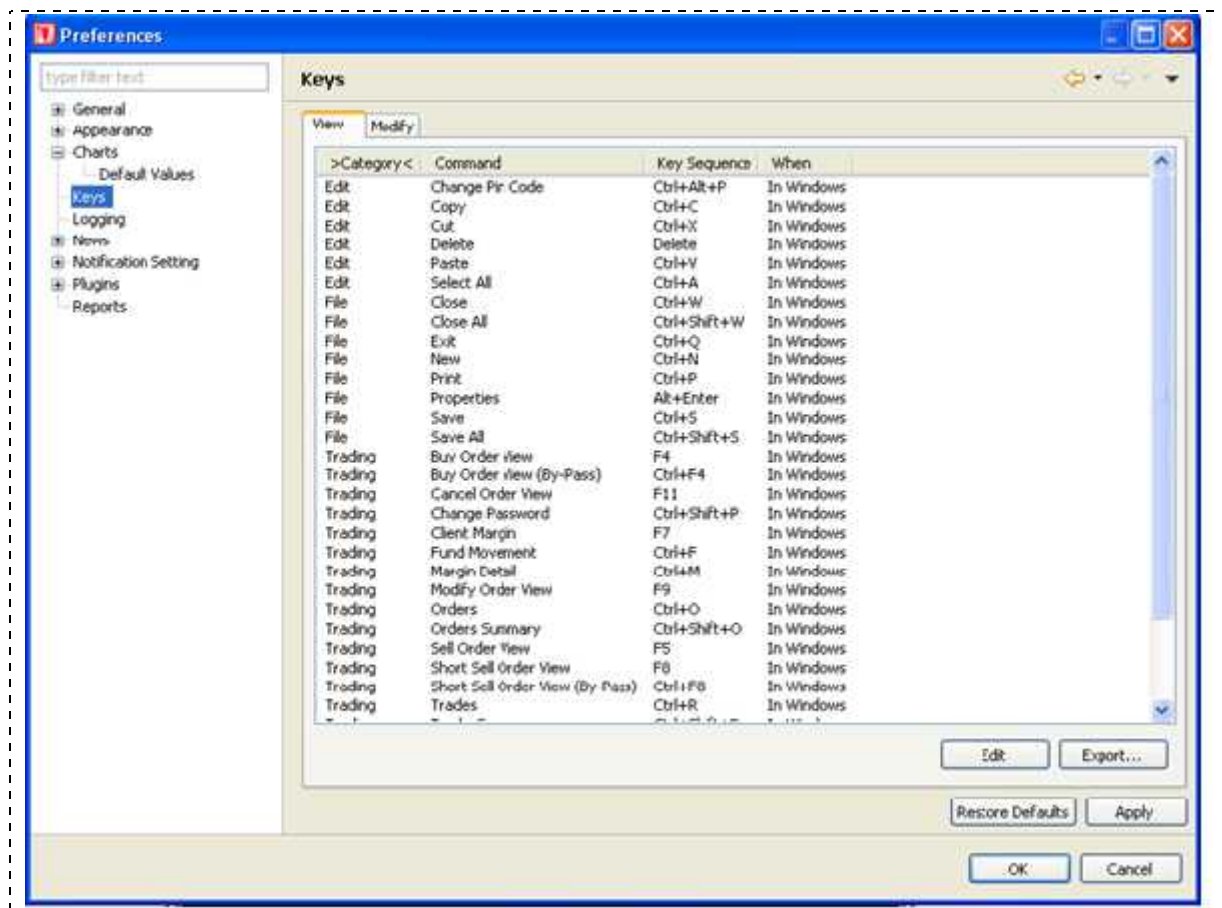 Preferences
type filter text
General
Appearance
Charts
Default Values
Keys
Logging
News
Notification Setting
Plugins
Reports
Keys
View Modify
>Category< Command Key Sequence When
Edit Change Pin Code Ctrl+Alt+P In Windows
Edit Copy Ctrl+C In Windows
Edit Cut Ctrl+X In Windows
Edit Delete Delete In Windows
Edit Paste Ctrl+V In Windows
Edit Select All Ctrl+A In Windows
File Close Ctrl+W In Windows
File Close All Ctrl+Shift+W In Windows
File Exit Ctrl+Q In Windows
File New Ctrl+N In Windows
File Print Ctrl+P In Windows
File Properties Alt+Enter In Windows
File Save Ctrl+S In Windows
File Save All Ctrl+Shift+S In Windows
Trading Buy Order View F4 In Windows
Trading Buy Order View (By-Pass) Ctrl+F4 In Windows
Trading Cancel Order View F11 In Windows
Trading Change Password Ctrl+Shift+P In Windows
Trading Client Margin F7 In Windows
Trading Fund Movement Ctrl+F In Windows
Trading Margin Detail Ctrl+M In Windows
Trading Modify Order View F9 In Windows
Trading Orders Ctrl+O In Windows
Trading Orders Summary Ctrl+Shift+O In Windows
Trading Sell Order View F5 In Windows
Trading Short Sell Order View F8 In Windows
Trading Short Sell Order View (By-Pass) Ctrl+F8 In Windows
Trading Trades Ctrl+R In Windows
Edit Export...
Restore Defaults Apply
OK Cancel